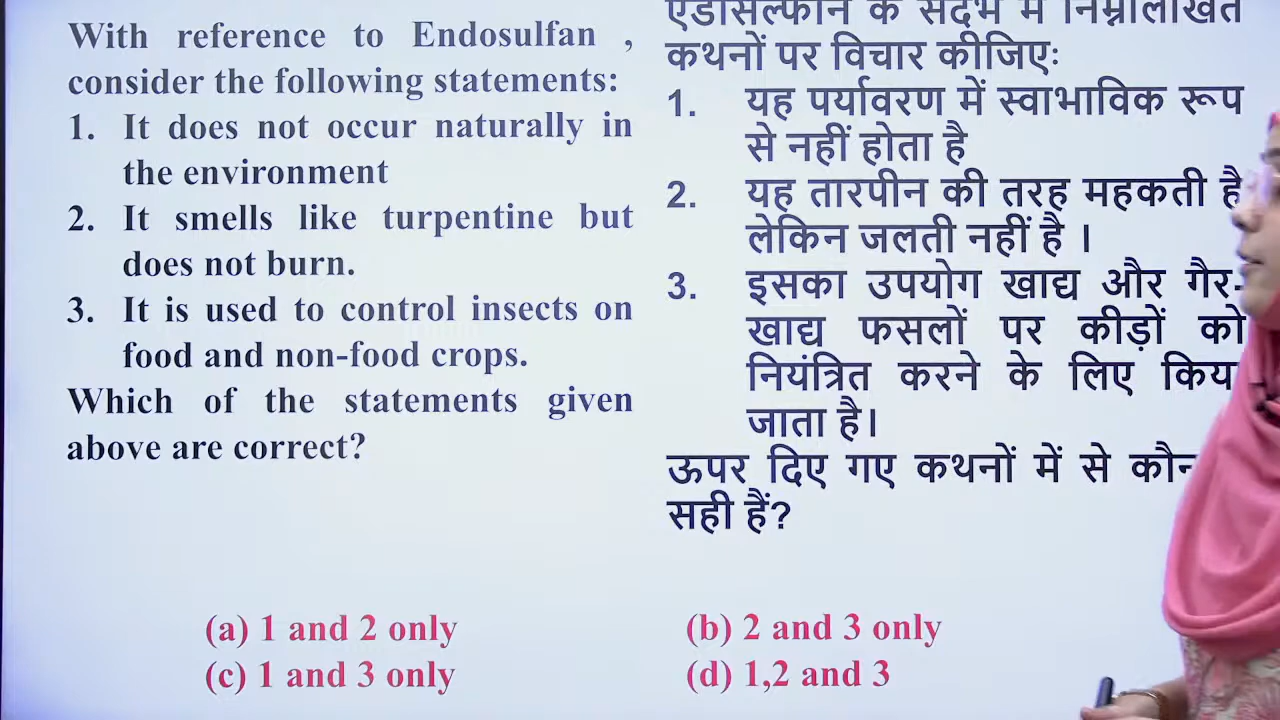 With reference to Endosulfan ,
consider the following statements:
1. It does not occur naturally in
the environment
2. It smells like turpentine but
does not burn.
3. It is used to control insects on
food and non-food crops.
Which of the statements given
above are correct?
के संदर्भ में निम्नलिखित
कथनों पर विचार कीजिएः
1. यह पर्यावरण में स्वाभाविक रूप
से नहीं होता है
2. यह तारपीन की तरह महकती है
लेकिन जलती नहीं है ।
3. इसका उपयोग खाद्य और गैर-
खाद्य फसलों पर कीड़ों को
नियंत्रित करने के लिए
जाता है।
ऊपर दिए गए कथनों में से कौन
सही हैं?
(a) 1 and 2 only
(b) 2 and 3 only
(c) 1 and 3 only
(d) 1,2 and 3